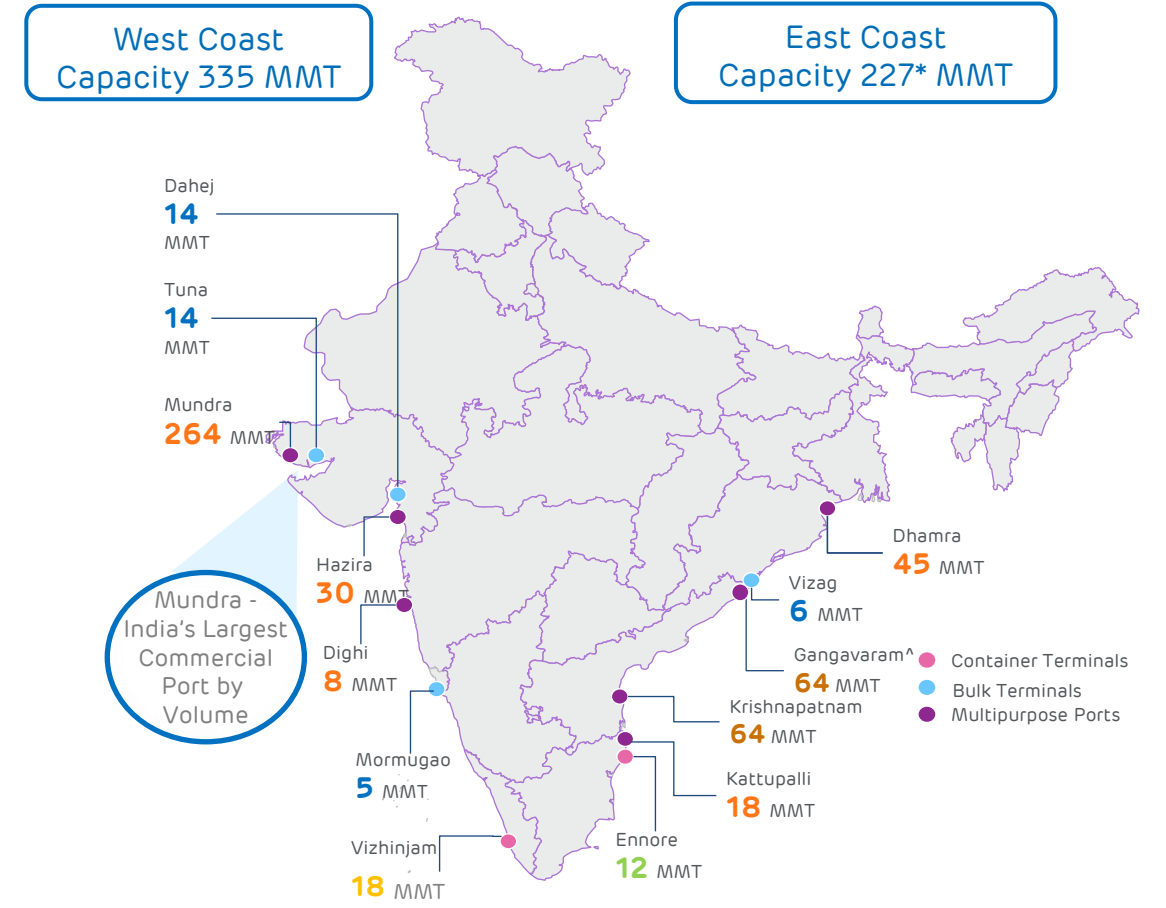 West Coast
Capacity 335 MMT
East Coast
Capacity 227* MMT
Dahej
14
MMT
Tuna
14
MMT
Mundra
264 MMT
Hazira
30 MMT
Dighi
8 MMT
Mundra -
India's Largest
Commercial
Port by
Volume
Mormugao
5 MMT
Vizhinjam
18 MMT
Dhamra
45 MMT
Vizag
6 MMT
Gangavaram^
64 MMT
Krishnapatnam
64 MMT
Kattupalli
18 MMT
Ennore
12 MMT
Container Terminals
Bulk Terminals
Multipurpose Ports